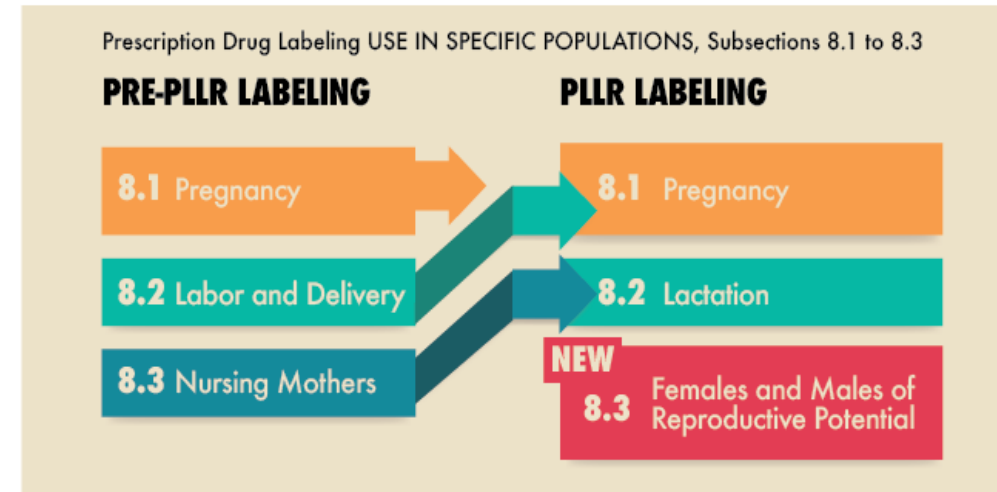 Prescription Drug Labeling USE IN SPECIFIC POPULATIONS, Subsections 8.1 to 8.3
PRE-PLLR LABELING
8.1 Pregnancy
8.2 Labor and Delivery
8.3 Nursing Mothers
PLLR LABELING
8.1 Pregnancy
8.2 Lactation
NEW
8.3 Females and Males of
Reproductive Potential